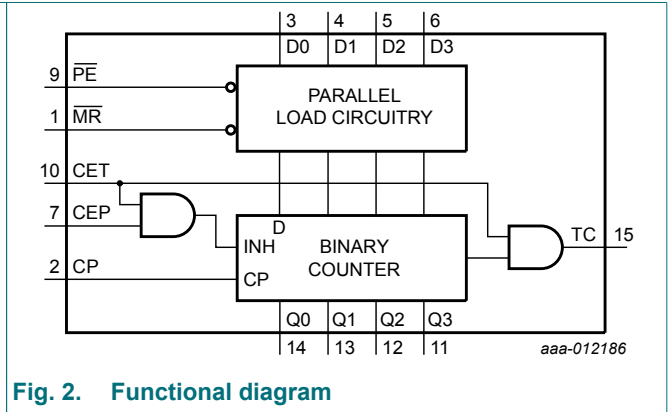 3 4 5 6
D0 D1 D2 D3
9 PE
PARALLEL
LOAD CIRCUITRY
1 MR
10 CET
7 CEP
D
INH
BINARY
COUNTER
TC 15
2 CP
CP
Q0 Q1 Q2 Q3
14 13 12 11
aaa-012186
Fig. 2. Functional diagram